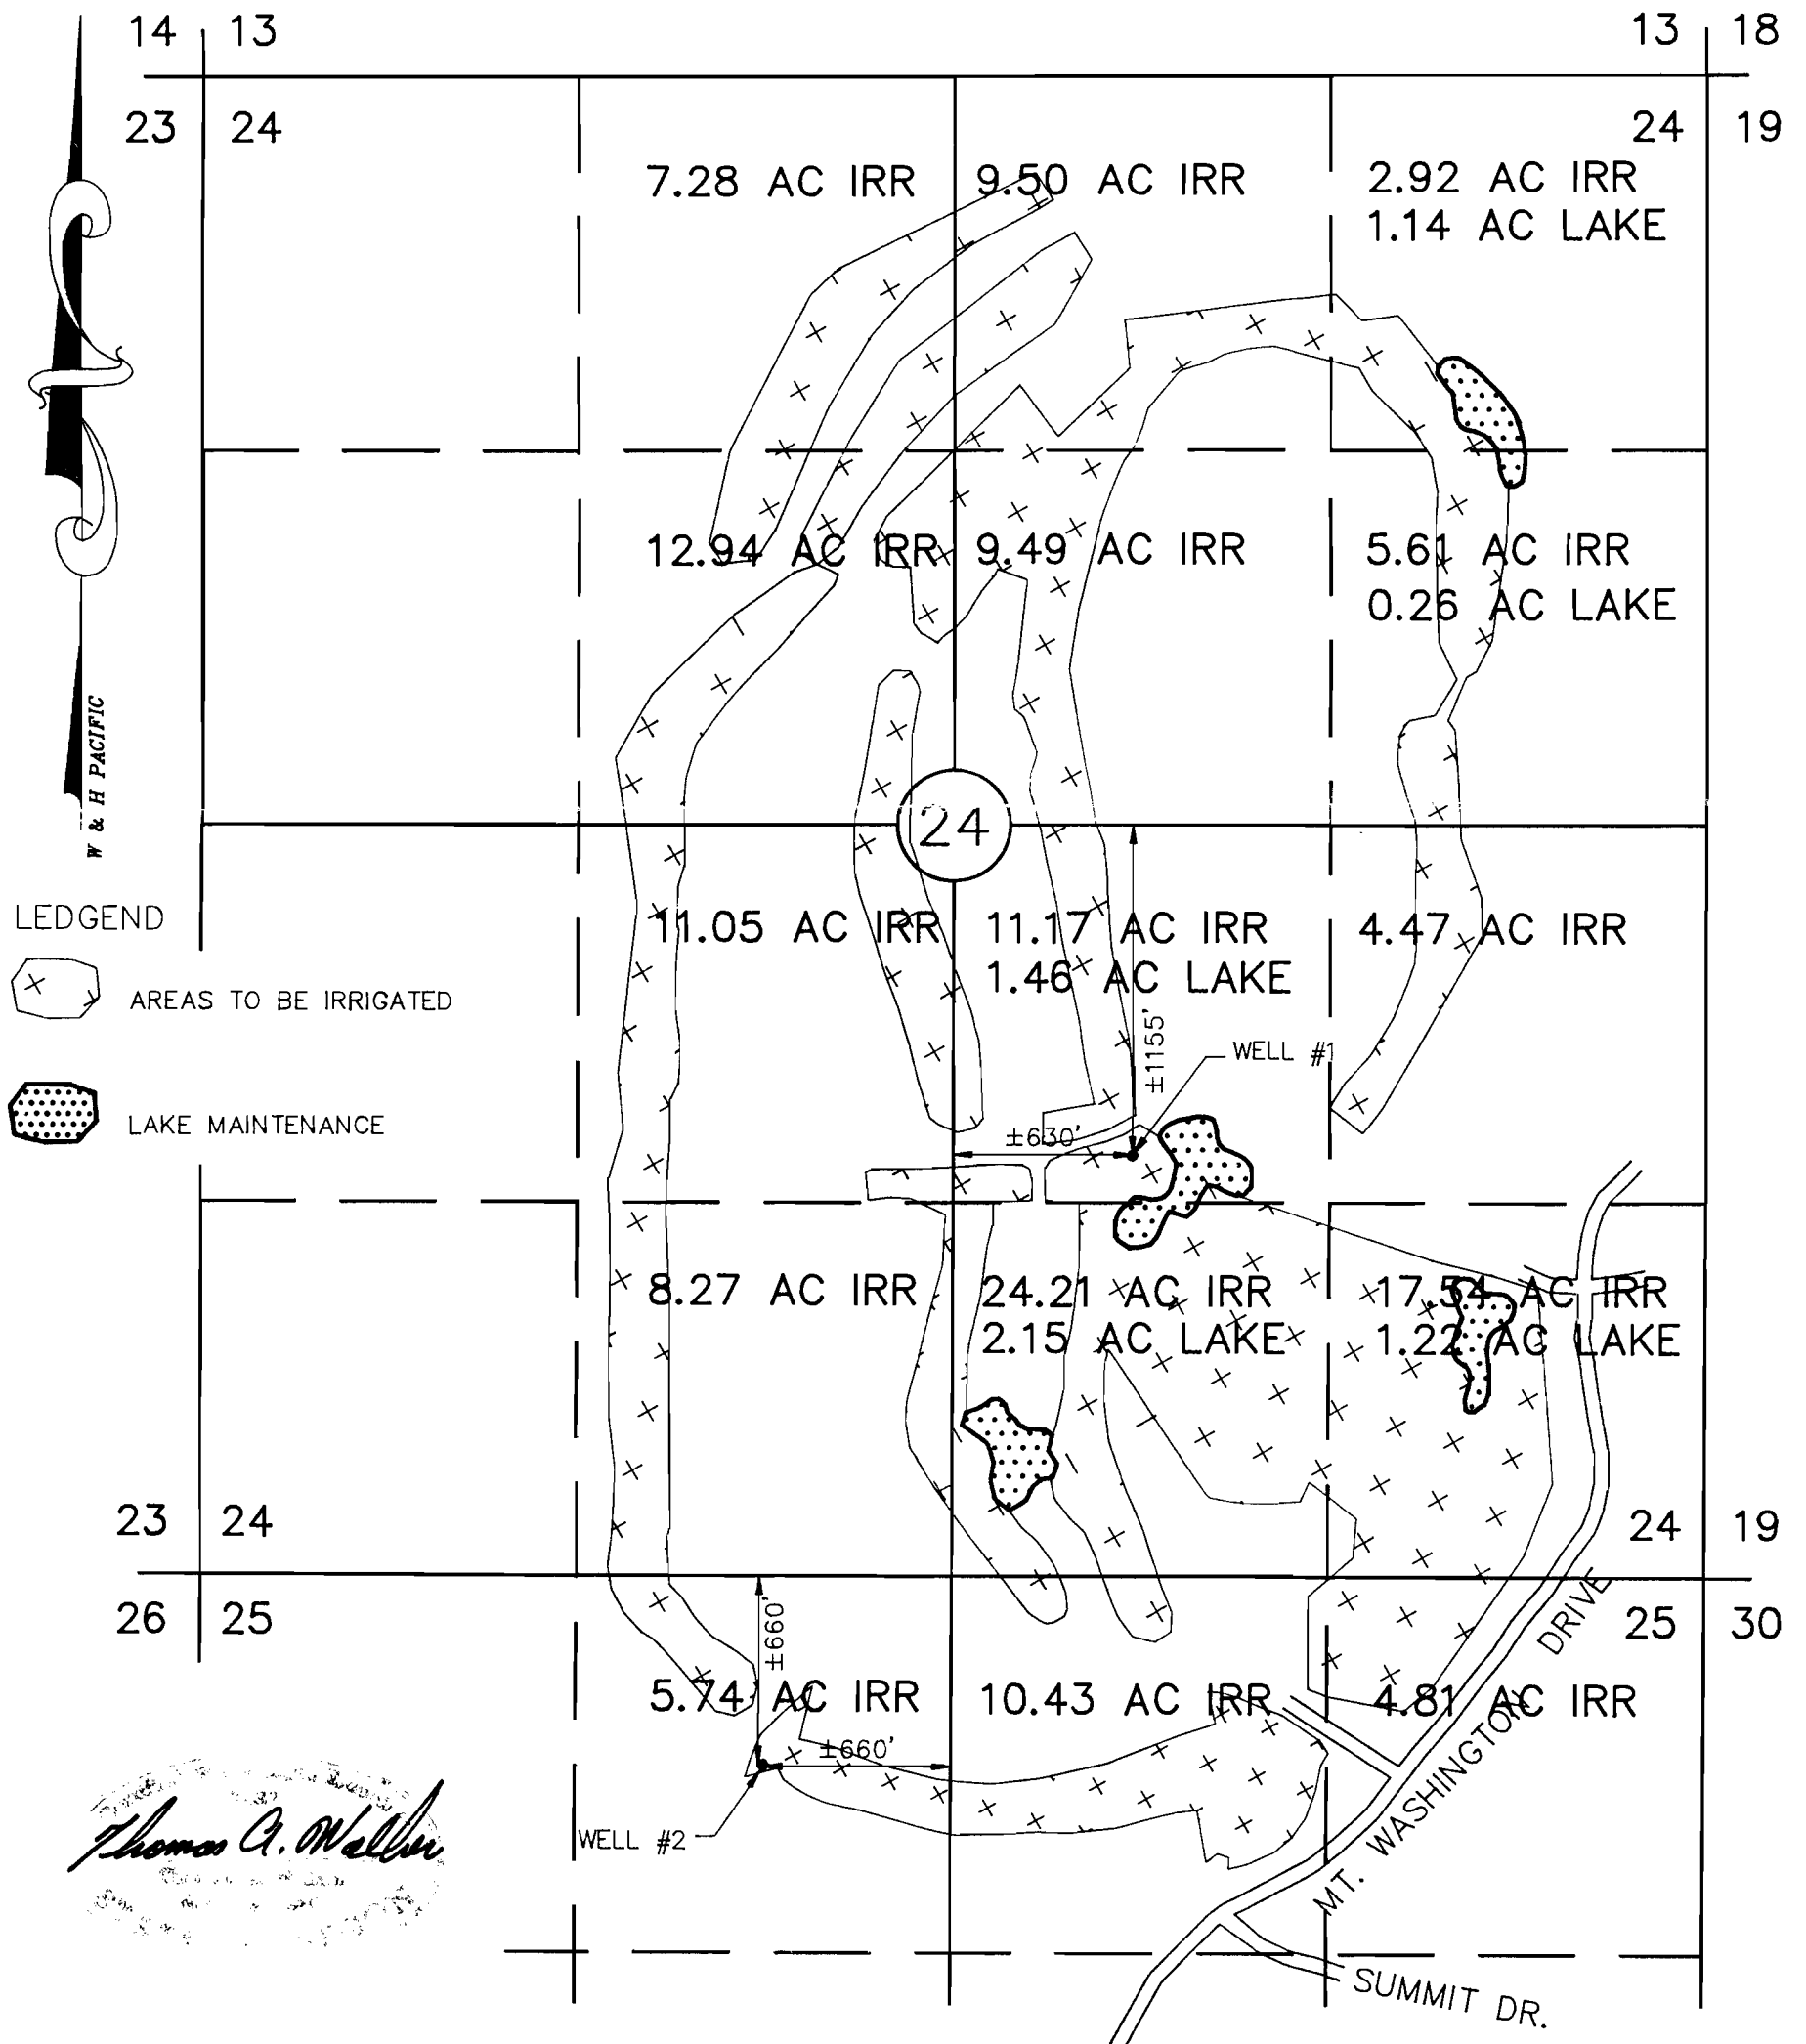 14 13
13 18
23 24
24 19
7.28 AC IRR
9.50 AC IRR
2.92 AC IRR
1.14 AC LAKE
12.94 AC IRR
9.49 AC IRR
5.61 AC IRR
0.26 AC LAKE
W & H PACIFIC
24
LEDGEND
AREAS TO BE IRRIGATED
LAKE MAINTENANCE
11.05 AC IRR
11.17 AC IRR
1.46 AC LAKE
4.47 AC IRR
±1155'
WELL #1
±630'
8.27 AC IRR
24.21 AC IRR
2.15 AC LAKE
17.54 AC IRR
1.22 AC LAKE
23 24
24 19
26 25
25 30
±660'
5.74 AC IRR
10.43 AC IRR
4.81 AC IRR
±660'
WELL #2
MT. WASHINGTON DRIVE
SUMMIT DR.
Thomas A. Walker